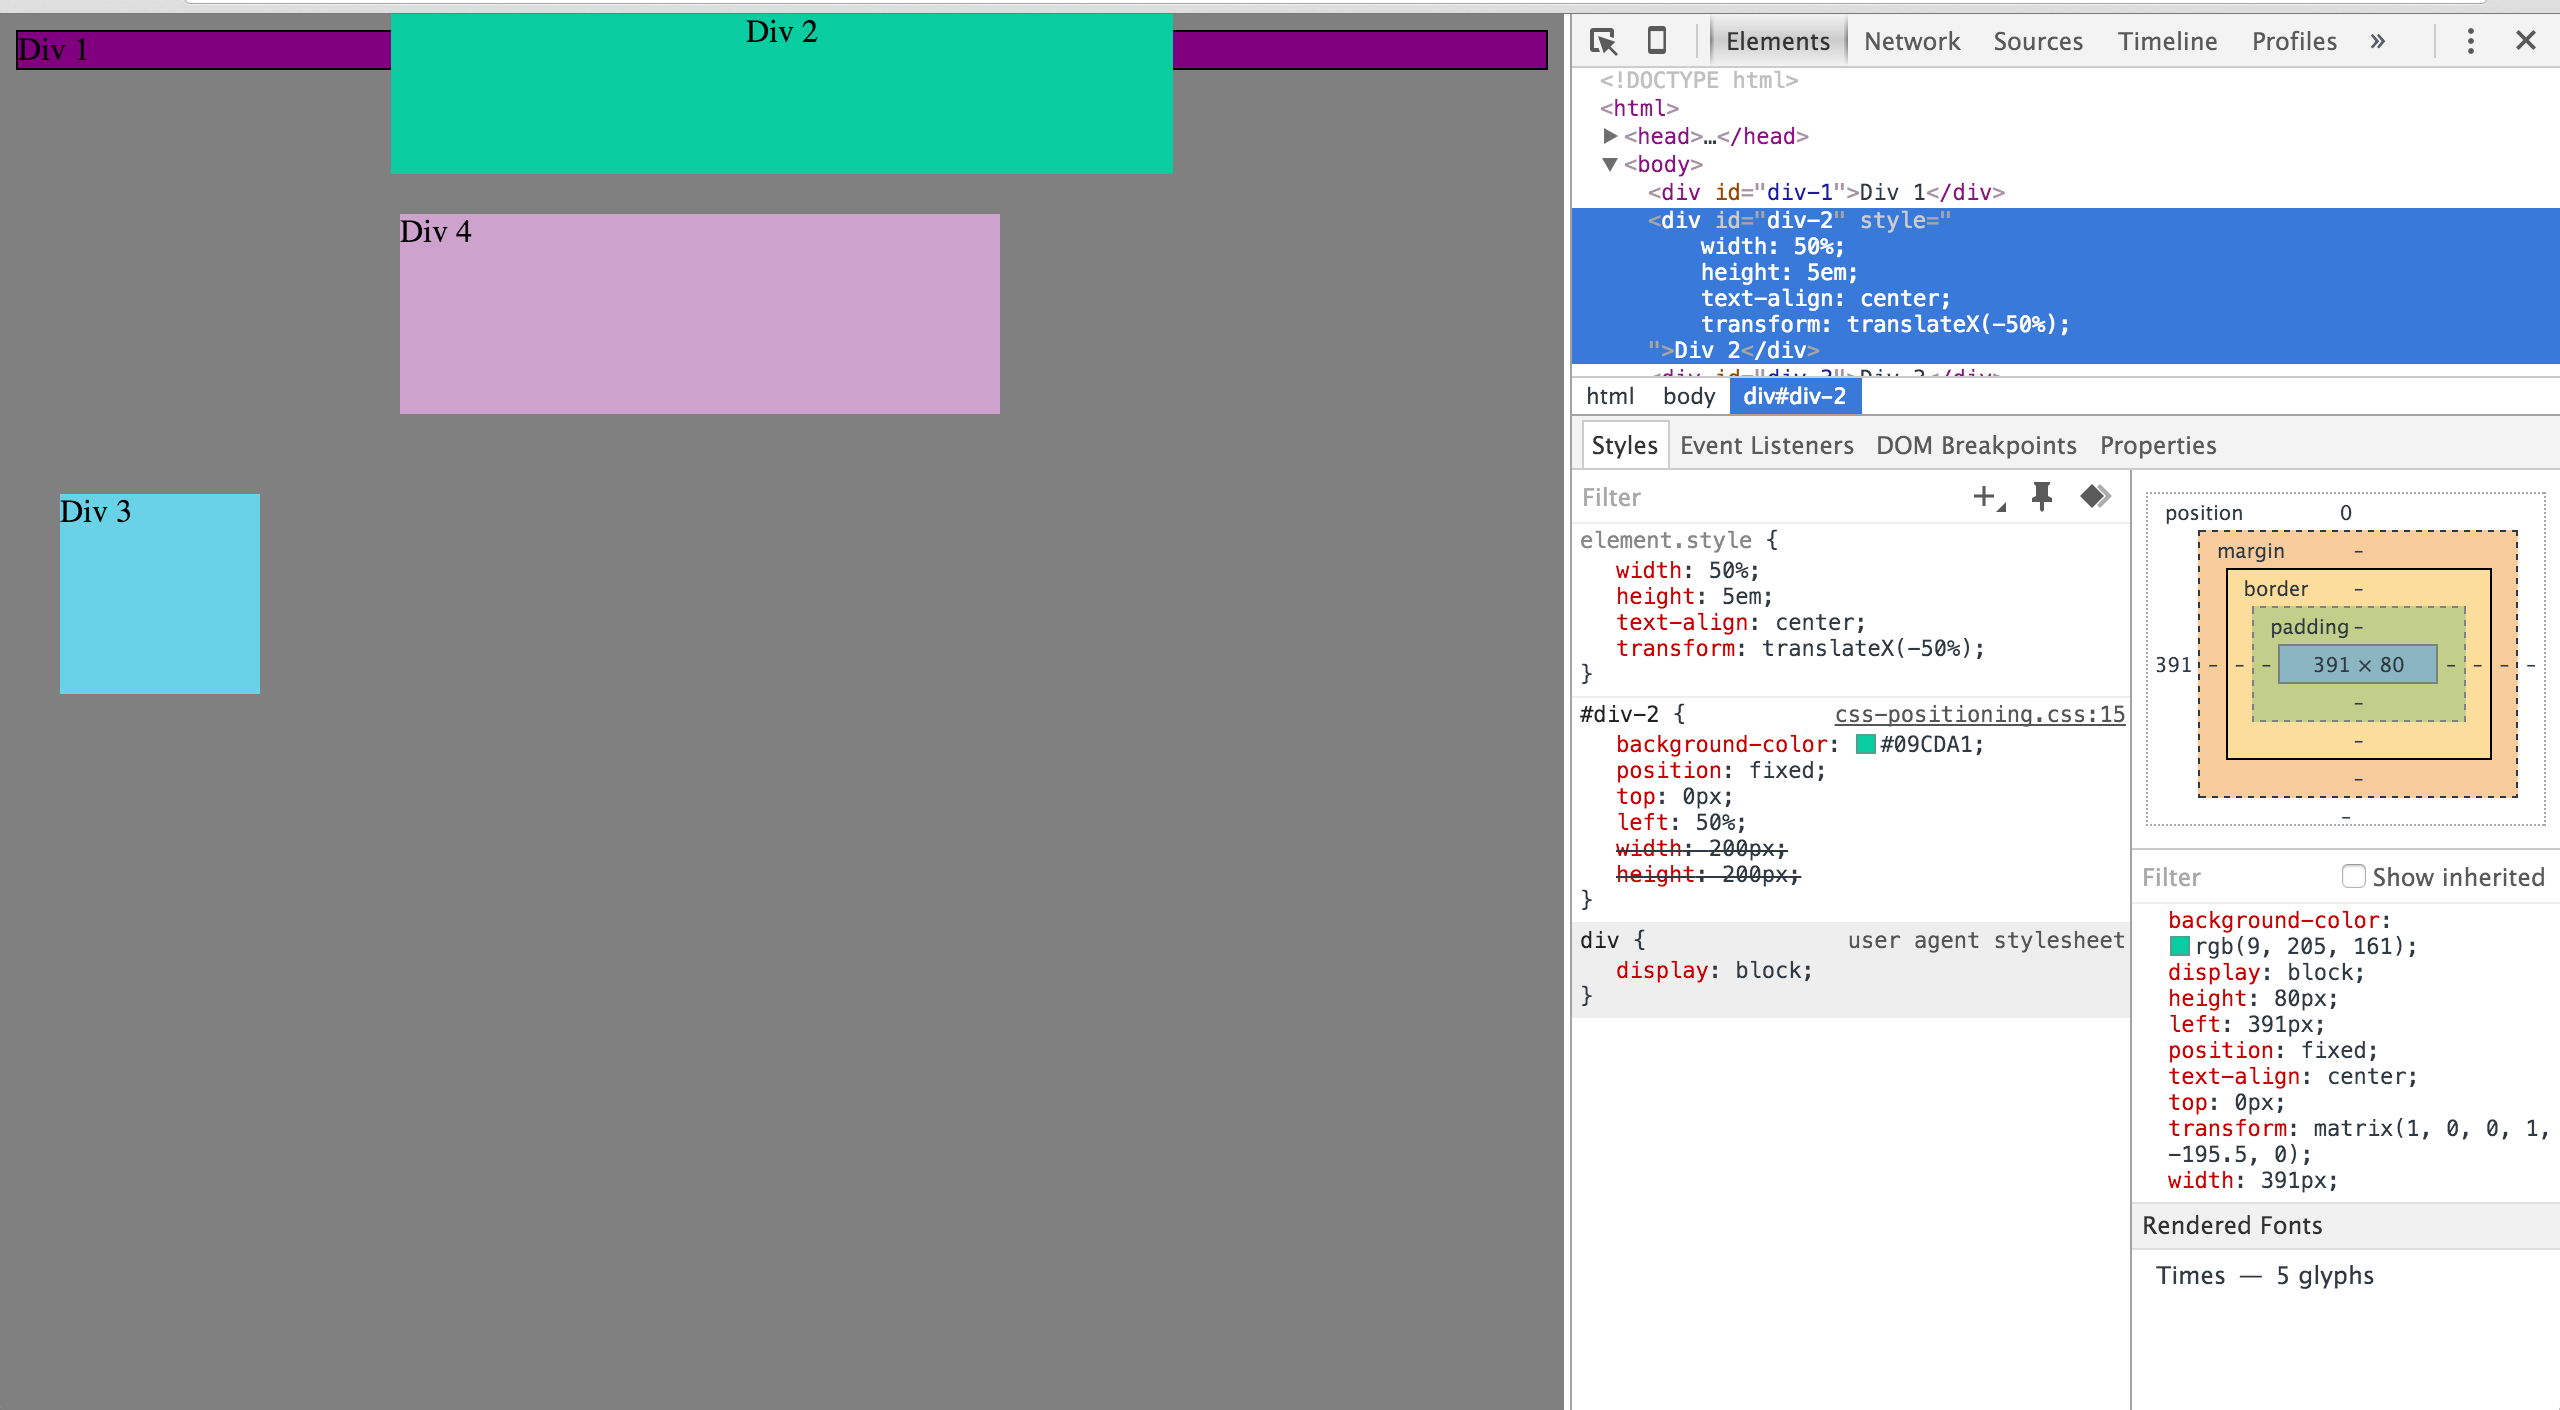 Div 1
Div 2
Div 4
Div 3
Elements Network Sources Timeline Profiles »
<!DOCTYPE html>
<html>
<head>…</head>
<body>
<div id="div-1">Div 1</div>
<div id="div-2" style="
width: 50%;
height: 5em;
text-align: center;
transform: translateX(-50%);
">Div 2</div>
<div id="div-3">Div 3</div>
html body div#div-2
Styles Event Listeners DOM Breakpoints Properties
Filter
element.style {
width: 50%;
height: 5em;
text-align: center;
transform: translateX(-50%);
}
#div-2 { css-positioning.css:15
background-color: #09CDA1;
position: fixed;
top: 0px;
left: 50%;
width: 200px;
height: 200px;
}
div { user agent stylesheet
display: block;
}
position 0
margin -
border -
padding -
391 - - - 391 × 80 - - - -
-
-
-
-
Filter Show inherited
background-color:
rgb(9, 205, 161);
display: block;
height: 80px;
left: 391px;
position: fixed;
text-align: center;
top: 0px;
transform: matrix(1, 0, 0, 1,
-195.5, 0);
width: 391px;
Rendered Fonts
Times — 5 glyphs